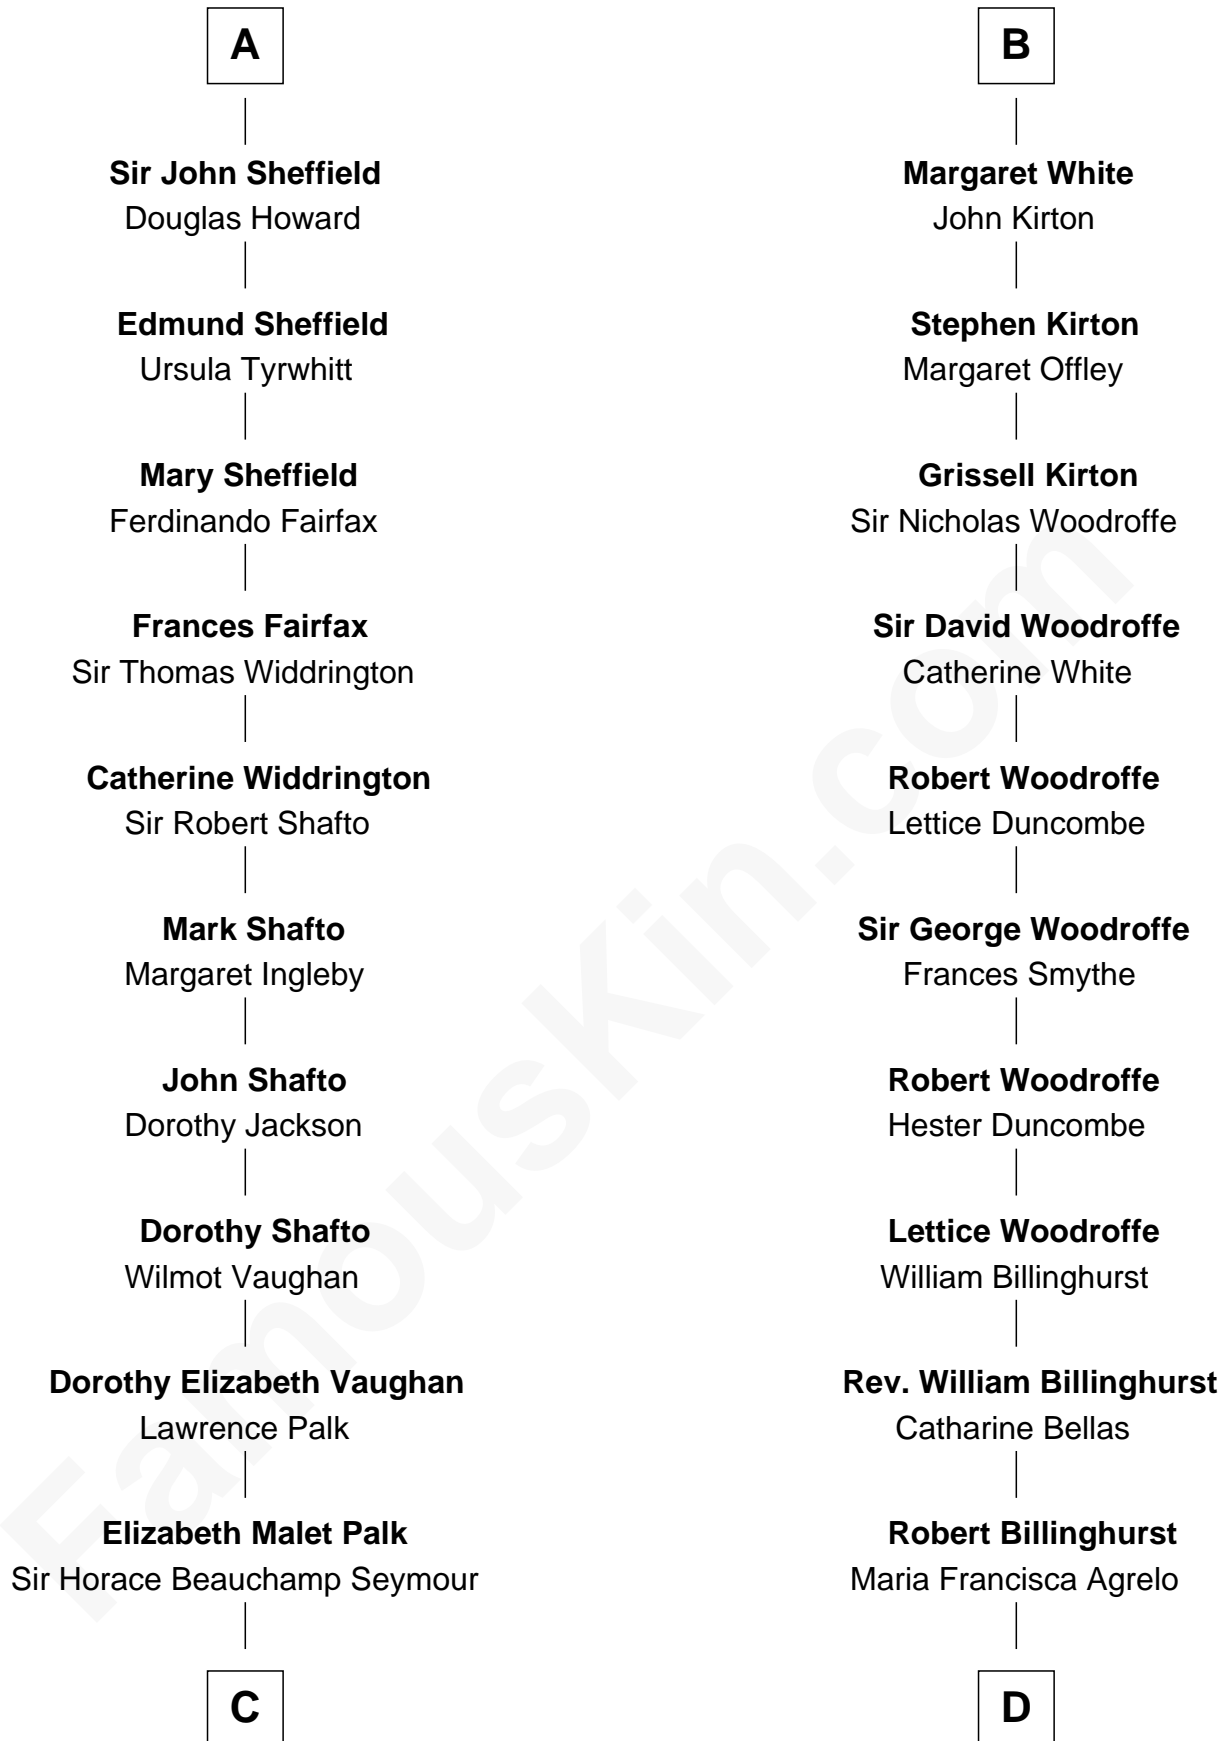 A
Sir John Sheffield
Douglas Howard
Edmund Sheffield
Ursula Tyrwhitt
Mary Sheffield
Ferdinando Fairfax
Frances Fairfax
Sir Thomas Widdrington
Catherine Widdrington
Sir Robert Shafto
Mark Shafto
Margaret Ingleby
John Shafto
Dorothy Jackson
Dorothy Shafto
Wilmot Vaughan
Dorothy Elizabeth Vaughan
Lawrence Palk
Elizabeth Malet Palk
Sir Horace Beauchamp Seymour
C
B
Margaret White
John Kirton
Stephen Kirton
Margaret Offley
Grissell Kirton
Sir Nicholas Woodroffe
Sir David Woodroffe
Catherine White
Robert Woodroffe
Lettice Duncombe
Sir George Woodroffe
Frances Smythe
Robert Woodroffe
Hester Duncombe
Lettice Woodroffe
William Billinghurst
Rev. William Billinghurst
Catharine Bellas
Robert Billinghurst
Maria Francisca Agrelo
D
FamousKin.com